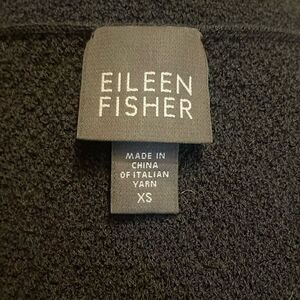 EILEEN
FISHER
MADE IN
CHINA
OF ITALIAN
YARN
XS